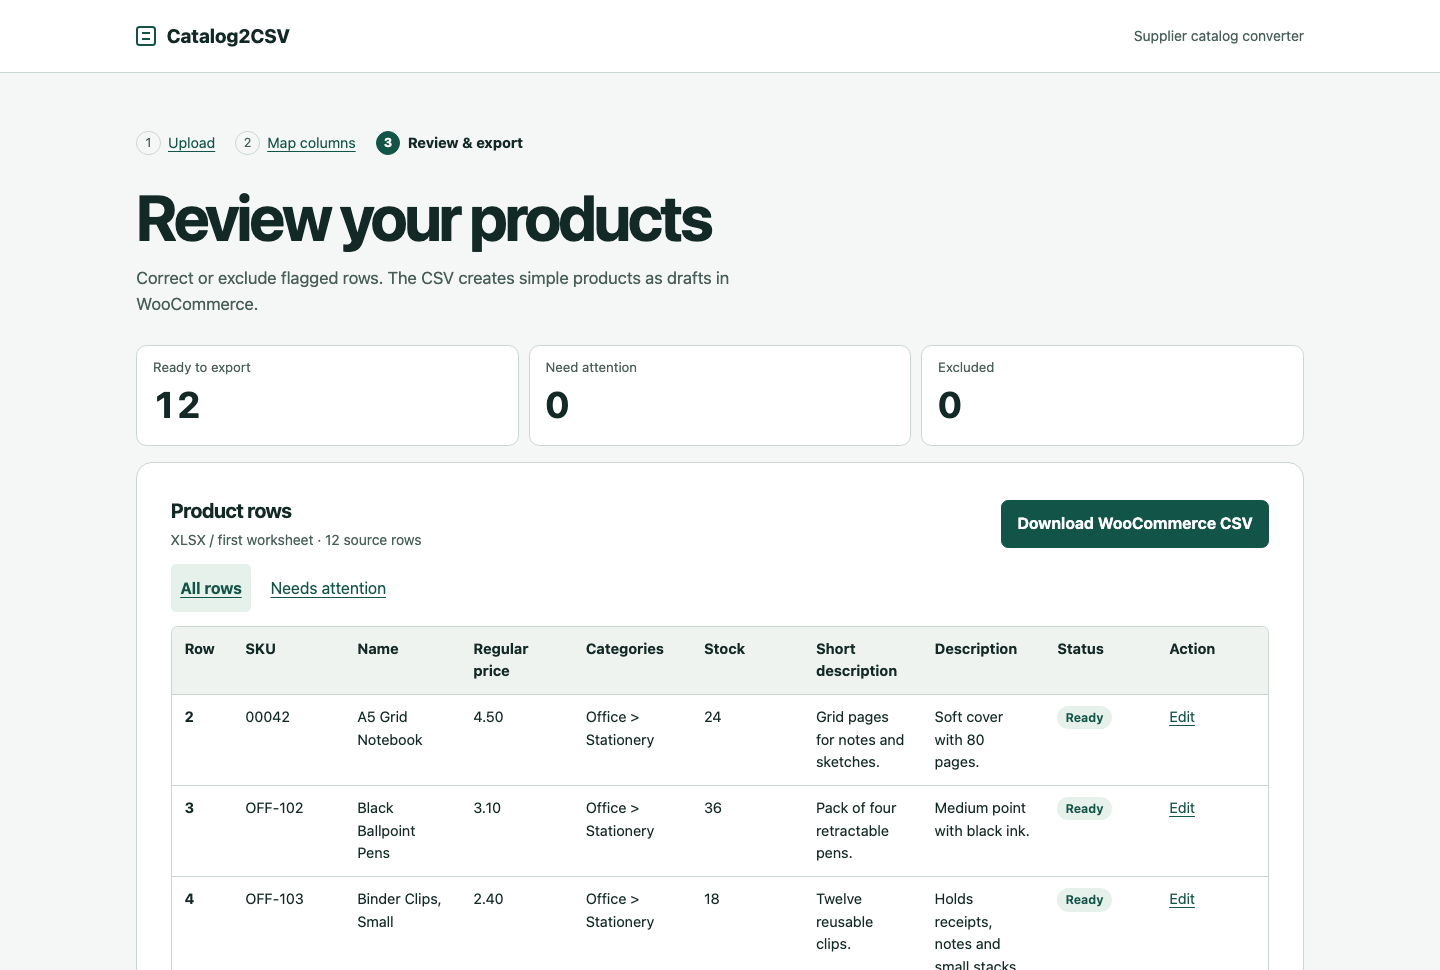 Catalog2CSV
Supplier catalog converter
1 Upload 2 Map columns 3 Review & export
Review your products
Correct or exclude flagged rows. The CSV creates simple products as drafts in
WooCommerce.
Ready to export
12
Need attention
0
Excluded
0
Product rows
XLSX / first worksheet · 12 source rows
Download WooCommerce CSV
All rows Needs attention
Row SKU Name Regular price Categories Stock Short description Description Status Action
2 00042 A5 Grid Notebook 4.50 Office > Stationery 24 Grid pages for notes and sketches. Soft cover with 80 pages. Ready Edit
3 OFF-102 Black Ballpoint Pens 3.10 Office > Stationery 36 Pack of four retractable pens. Medium point with black ink. Ready Edit
4 OFF-103 Binder Clips, Small 2.40 Office > Stationery 18 Twelve reusable clips. Holds receipts, notes and small stacks Ready Edit